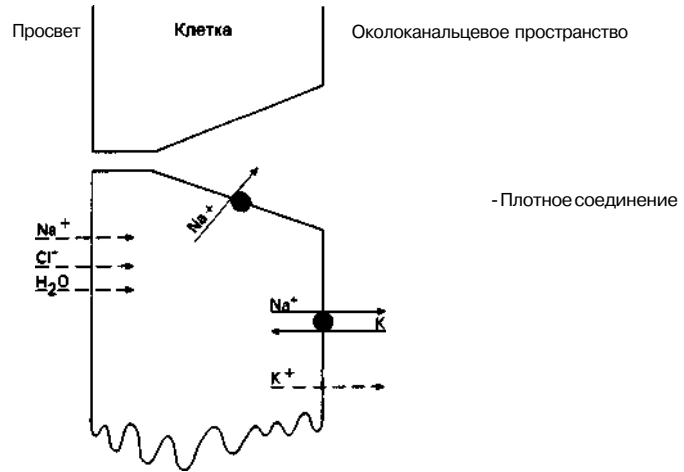 Просвет Клетка Околоканальцевое пространство
Na+
- Плотное соединение
Na+
Cl-
H2O
Na+
K
K+